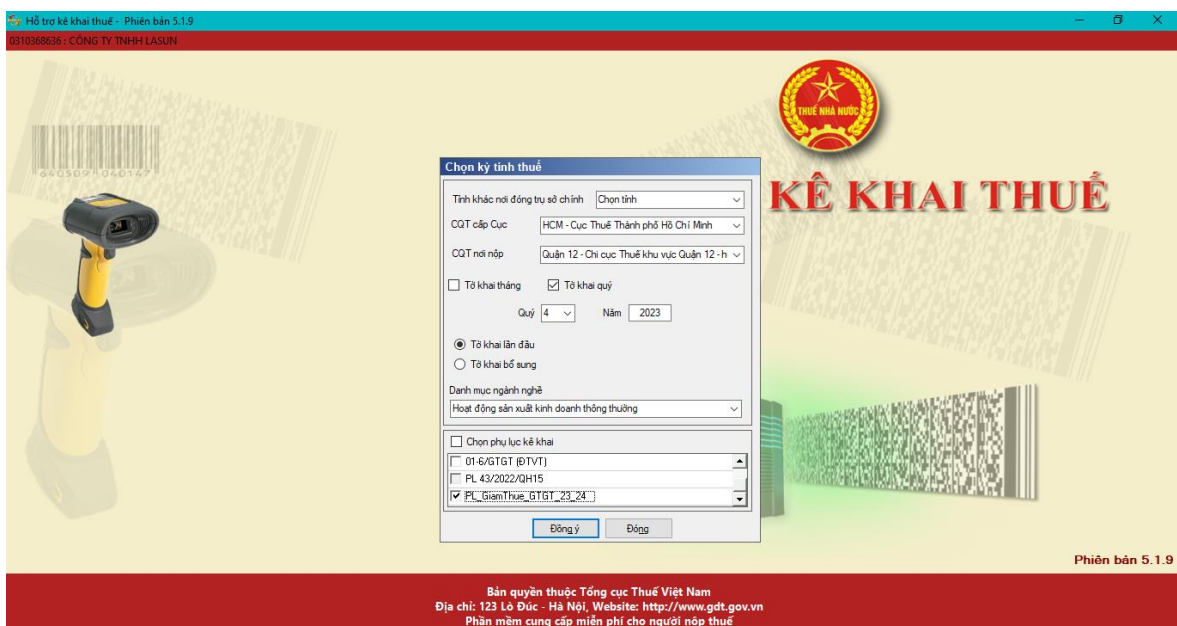 Hỗ trợ kê khai thuế - Phiên bản 5.1.9
0310368636 : CÔNG TY TNHH LASUN
640509 040147
THUẾ NHÀ NƯỚC
KÊ KHAI THUẾ
Chọn kỳ tính thuế
Tỉnh khác nơi đóng trụ sở chính Chọn tỉnh
CQT cấp Cục HCM - Cục Thuế Thành phố Hồ Chí Minh
CQT nơi nộp Quận 12 - Chi cục Thuế khu vực Quận 12 - h
Tờ khai tháng Tờ khai quý
Quý 4 Năm 2023
Tờ khai lần đầu
Tờ khai bổ sung
Danh mục ngành nghề
Hoạt động sản xuất kinh doanh thông thường
Chọn phụ lục kê khai
01-6/GTGT (ĐTVT)
PL 43/2022/QH15
PL_GiamThue_GTGT_23_24
Đồng ý Đóng
Phiên bản 5.1.9
Bản quyền thuộc Tổng cục Thuế Việt Nam
Địa chỉ: 123 Lò Đúc - Hà Nội, Website: http://www.gdt.gov.vn
Phần mềm cung cấp miễn phí cho người nộp thuế